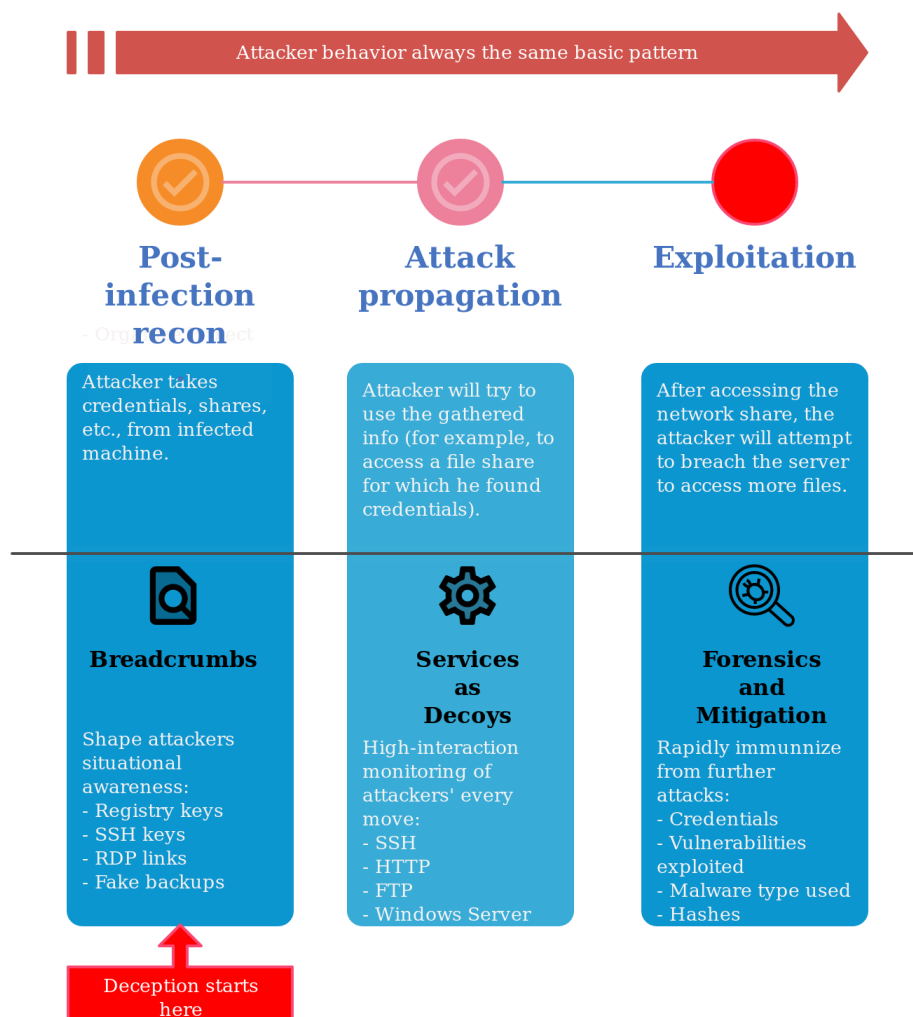 Attacker behavior always the same basic pattern
Post-
infection
recon
Attack
propagation
Exploitation
- Org
ect
Attacker takes
credentials, shares,
etc., from infected
machine.
Attacker will try to
use the gathered
info (for example, to
access a file share
for which he found
credentials).
After accessing the
network share, the
attacker will attempt
to breach the server
to access more files.
Breadcrumbs
Services
as
Decoys
Forensics
and
Mitigation
Shape attackers
situational
awareness:
- Registry keys
- SSH keys
- RDP links
- Fake backups
High-interaction
monitoring of
attackers' every
move:
- SSH
- HTTP
- FTP
- Windows Server
Rapidly immunnize
from further
attacks:
- Credentials
- Vulnerabilities
exploited
- Malware type used
- Hashes
Deception starts
here